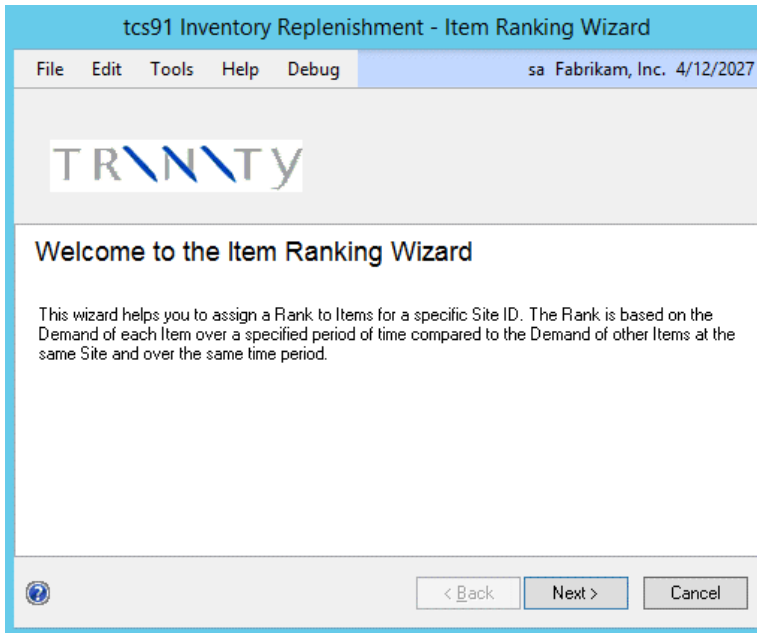 tcs91 Inventory Replenishment - Item Ranking Wizard
File Edit Tools Help Debug sa Fabrikam, Inc. 4/12/2027
TRINITY
Welcome to the Item Ranking Wizard
This wizard helps you to assign a Rank to Items for a specific Site ID. The Rank is based on the
Demand of each Item over a specified period of time compared to the Demand of other Items at the
same Site and over the same time period.
? < Back Next > Cancel